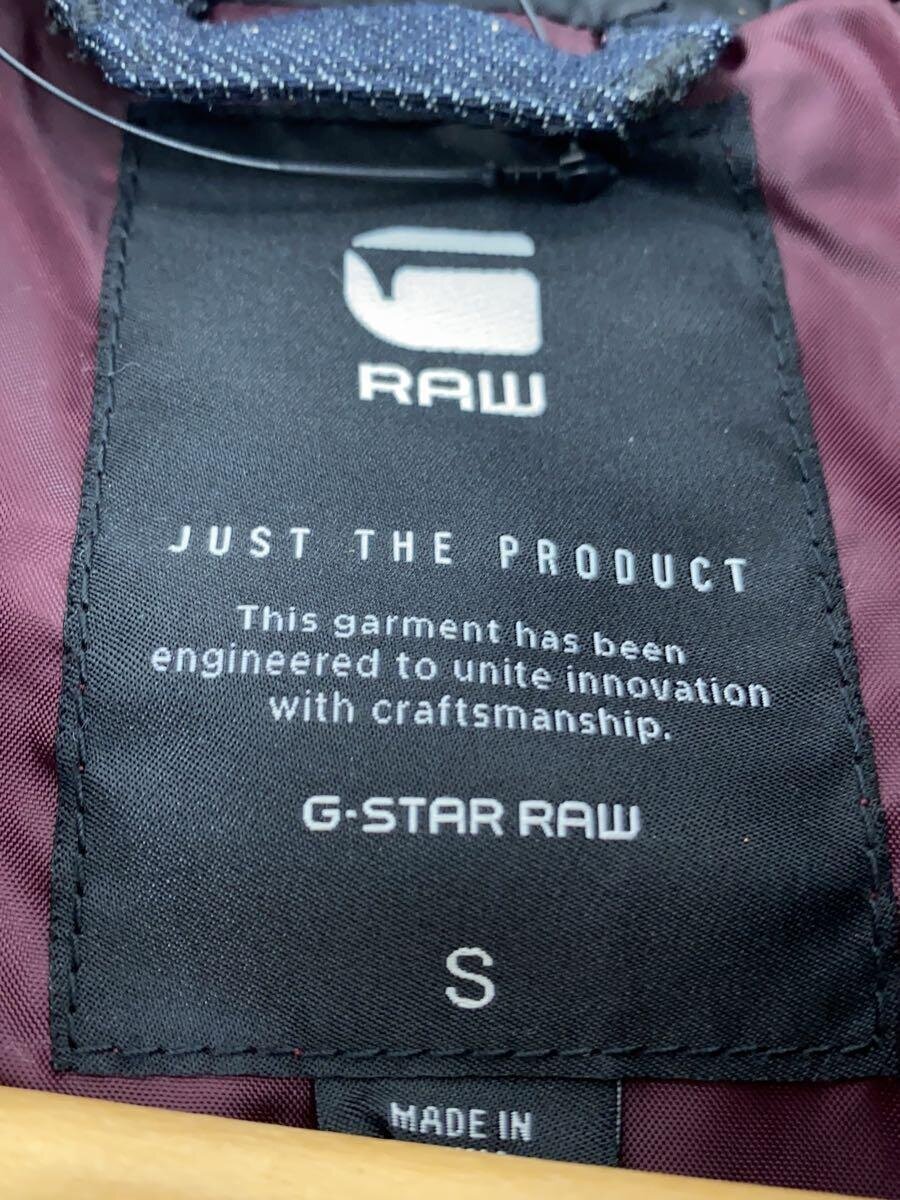 RAW
JUST THE PRODUCT
This garment has been
engineered to unite innovation
with craftsmanship.
G-STAR RAW
S
MADE IN